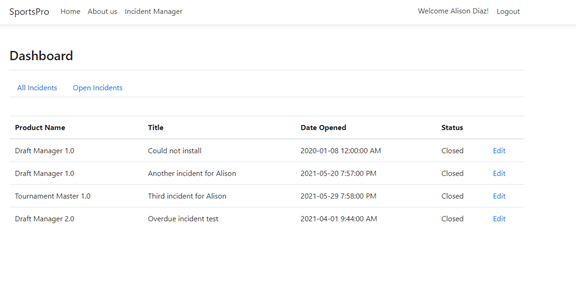 SportsPro Home About us Incident Manager Welcome Alison Diaz! Logout
Dashboard
All Incidents Open Incidents
Product Name Title Date Opened Status
Draft Manager 1.0 Could not install 2020-01-08 12:00:00 AM Closed Edit
Draft Manager 1.0 Another incident for Alison 2021-05-20 7:57:00 PM Closed Edit
Tournament Master 1.0 Third incident for Alison 2021-05-29 7:58:00 PM Closed Edit
Draft Manager 2.0 Overdue incident test 2021-04-01 9:44:00 AM Closed Edit